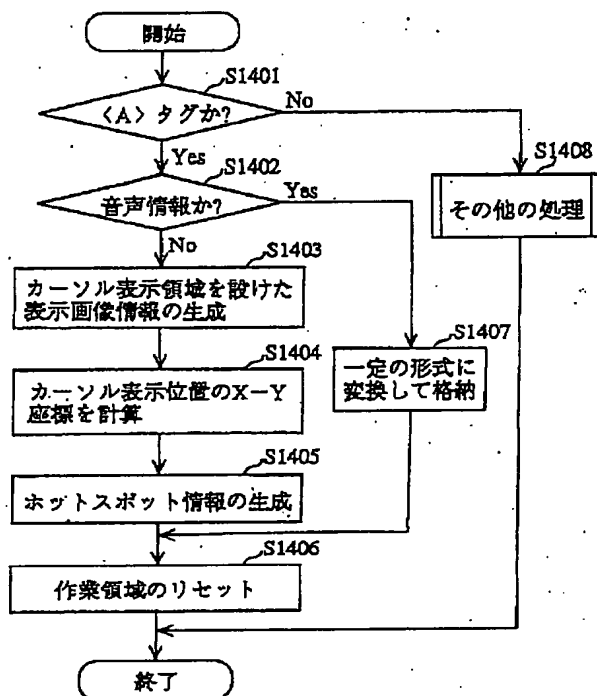 開始
S1401
〈A〉タグか?
No
Yes
S1402
音声情報か?
Yes
No
S1408
その他の処理
S1403
カーソル表示領域を設けた
表示画像情報の生成
S1407
一定の形式に
変換して格納
S1404
カーソル表示位置のX－Y
座標を計算
S1405
ホットスポット情報の生成
S1406
作業領域のリセット
終了